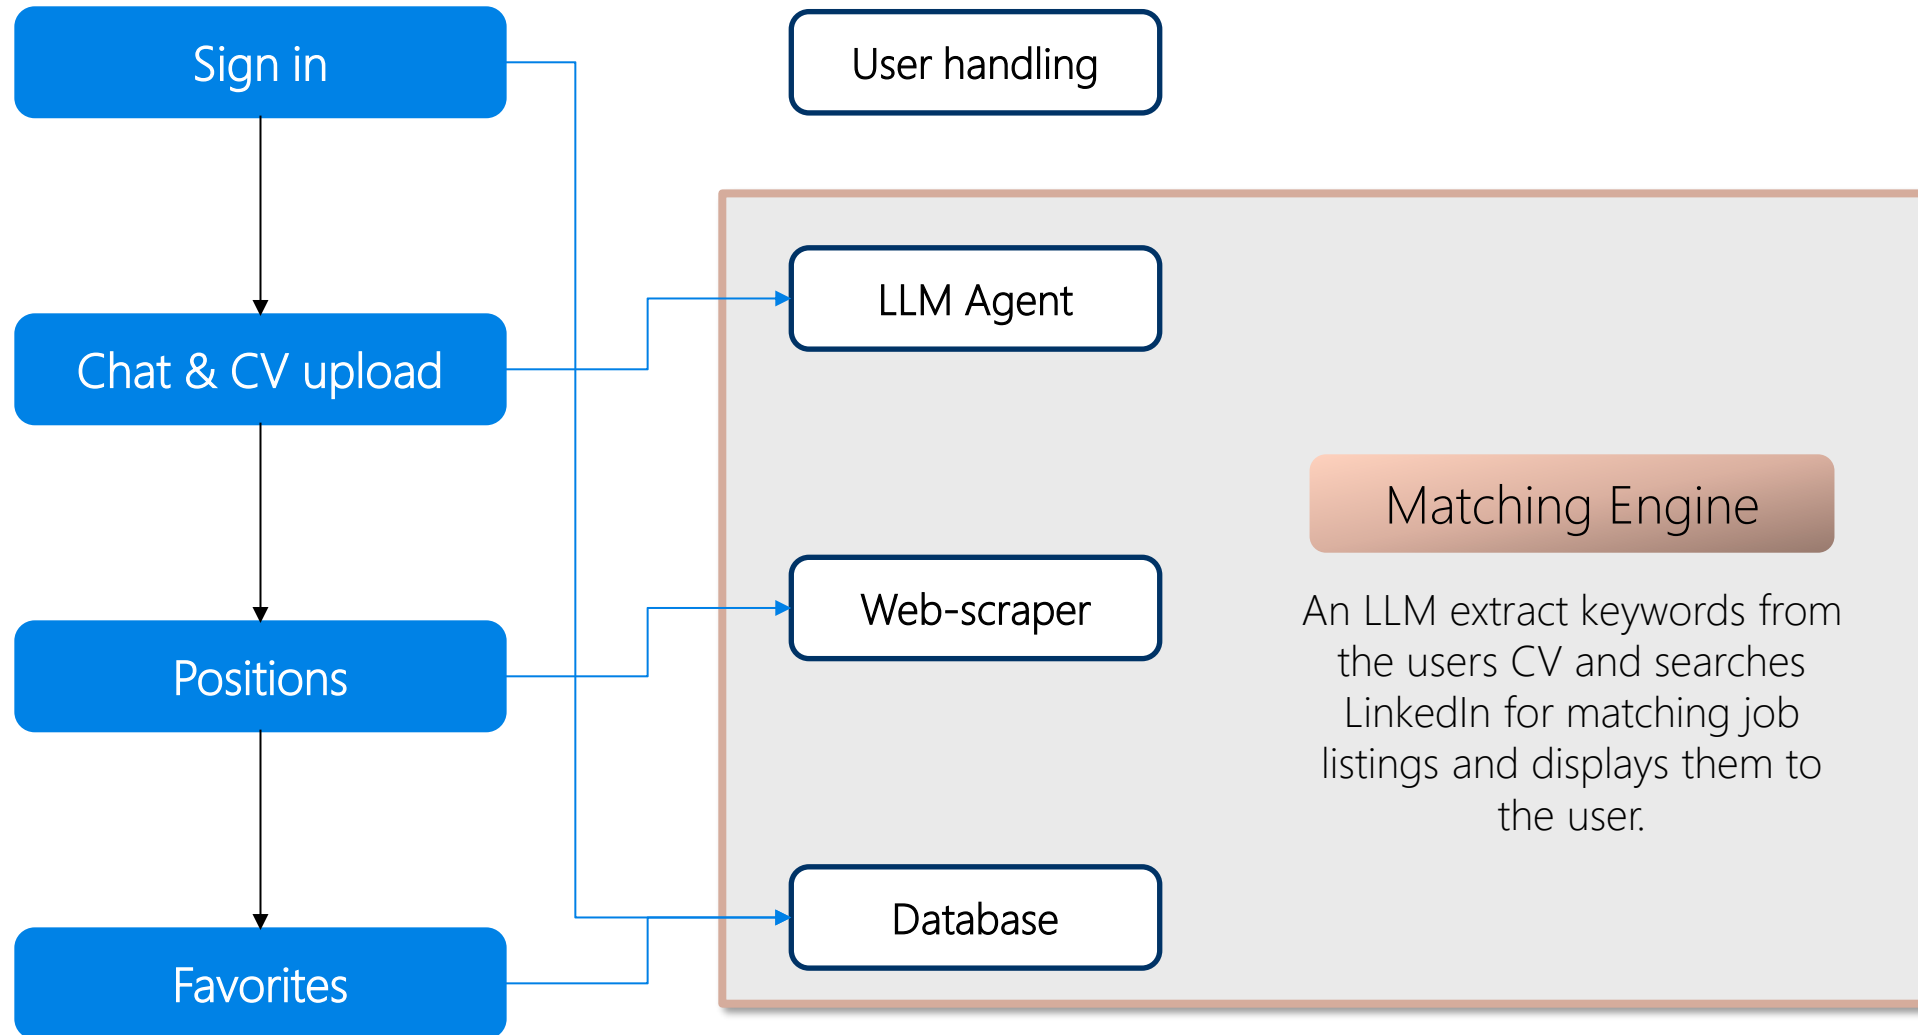 Sign in
User handling
Chat & CV upload
LLM Agent
Positions
Web-scraper
Favorites
Database
Matching Engine
An LLM extract keywords from
the users CV and searches
LinkedIn for matching job
listings and displays them to
the user.